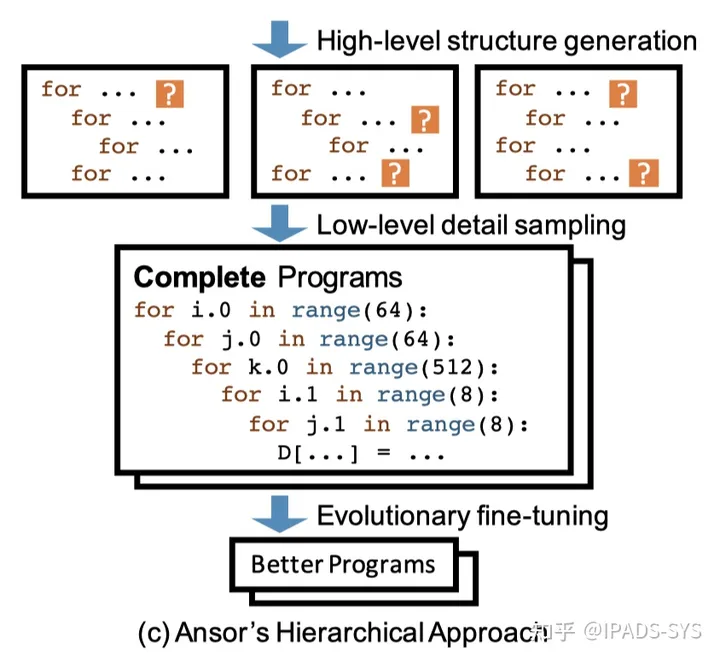 High-level structure generation
for ... ?
for ...
for ...
for ...
for ...
for ... ?
for ...
for ... ?
for ... ?
for ...
for ...
for ... ?
Low-level detail sampling
Complete Programs
for i.0 in range(64):
for j.0 in range(64):
for k.0 in range(512):
for i.1 in range(8):
for j.1 in range(8):
D[...] = ...
Evolutionary fine-tuning
Better Programs
(c) Ansor's Hierarchical Approach
知乎 @IPADS-SYS